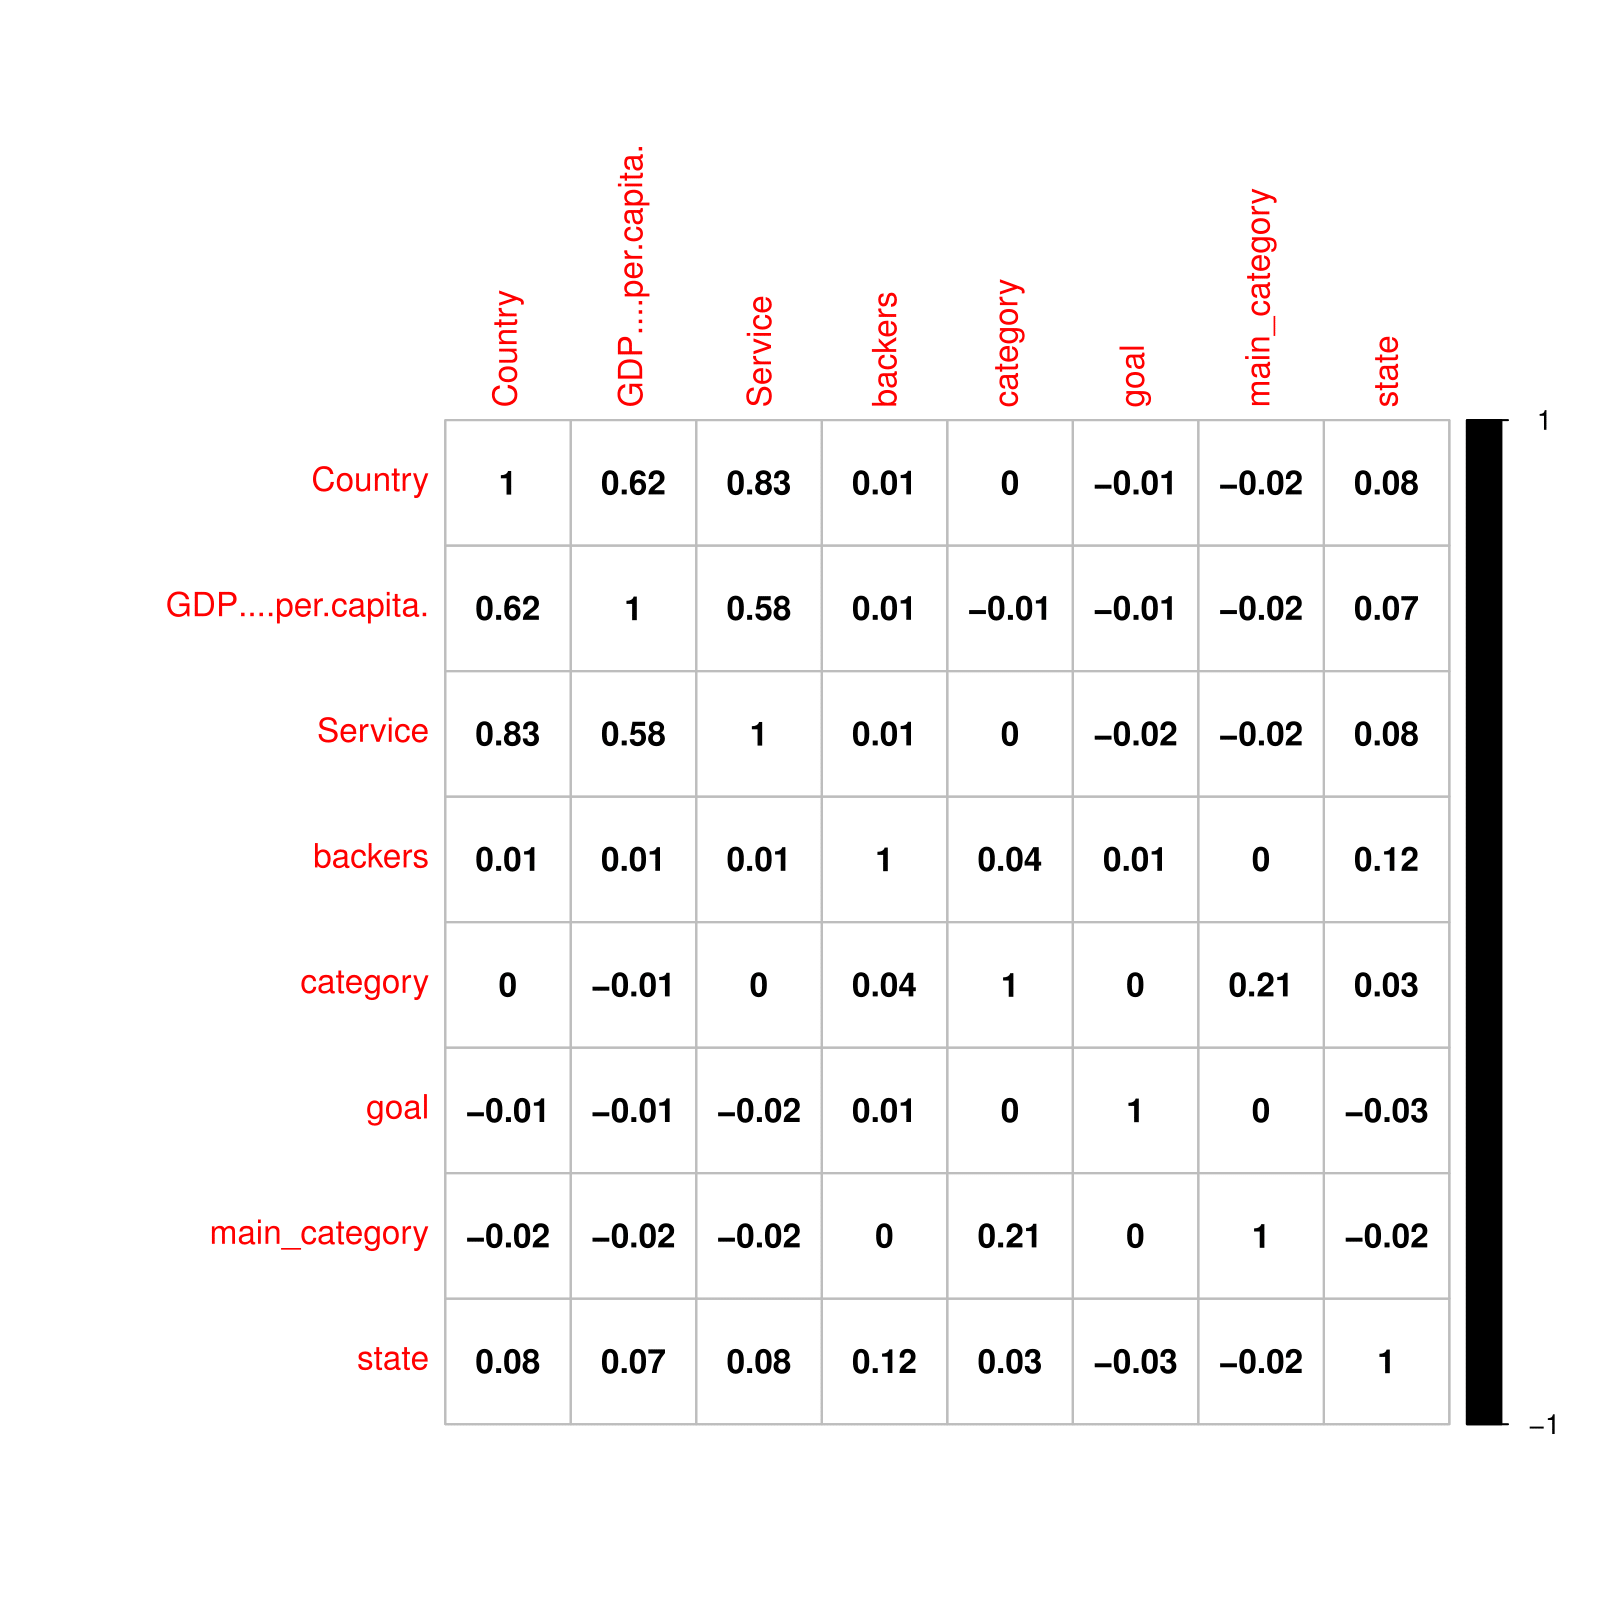 Country GDP....per.capita. Service backers category goal main_category state
1
Country 1 0.62 0.83 0.01 0 −0.01 −0.02 0.08
GDP....per.capita. 0.62 1 0.58 0.01 −0.01 −0.01 −0.02 0.07
Service 0.83 0.58 1 0.01 0 −0.02 −0.02 0.08
backers 0.01 0.01 0.01 1 0.04 0.01 0 0.12
category 0 −0.01 0 0.04 1 0 0.21 0.03
goal −0.01 −0.01 −0.02 0.01 0 1 0 −0.03
main_category −0.02 −0.02 −0.02 0 0.21 0 1 −0.02
state 0.08 0.07 0.08 0.12 0.03 −0.03 −0.02 1
−1